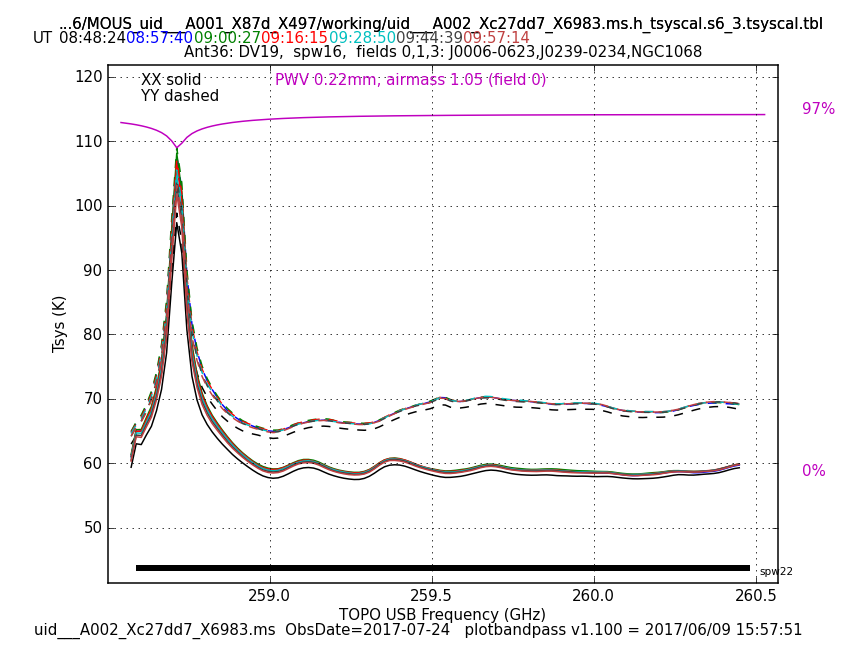 ...6/MOUS_uid___A001_X87d_X497/working/uid___A002_Xc27dd7_X6983.ms.h_tsyscal.s6_3.tsyscal.tbl
UT 08:48:24 08:57:40 09:00:27 09:16:15 09:28:50 09:44:39 09:57:14
Ant36: DV19, spw16, fields 0,1,3: J0006-0623,J0239-0234,NGC1068
XX solid
YY dashed
PWV 0.22mm, airmass 1.05 (field 0)
97%
0%
120
110
100
90
80
70
60
50
Tsys (K)
spw22
259.0 259.5 260.0 260.5
TOPO USB Frequency (GHz)
uid___A002_Xc27dd7_X6983.ms ObsDate=2017-07-24 plotbandpass v1.100 = 2017/06/09 15:57:51